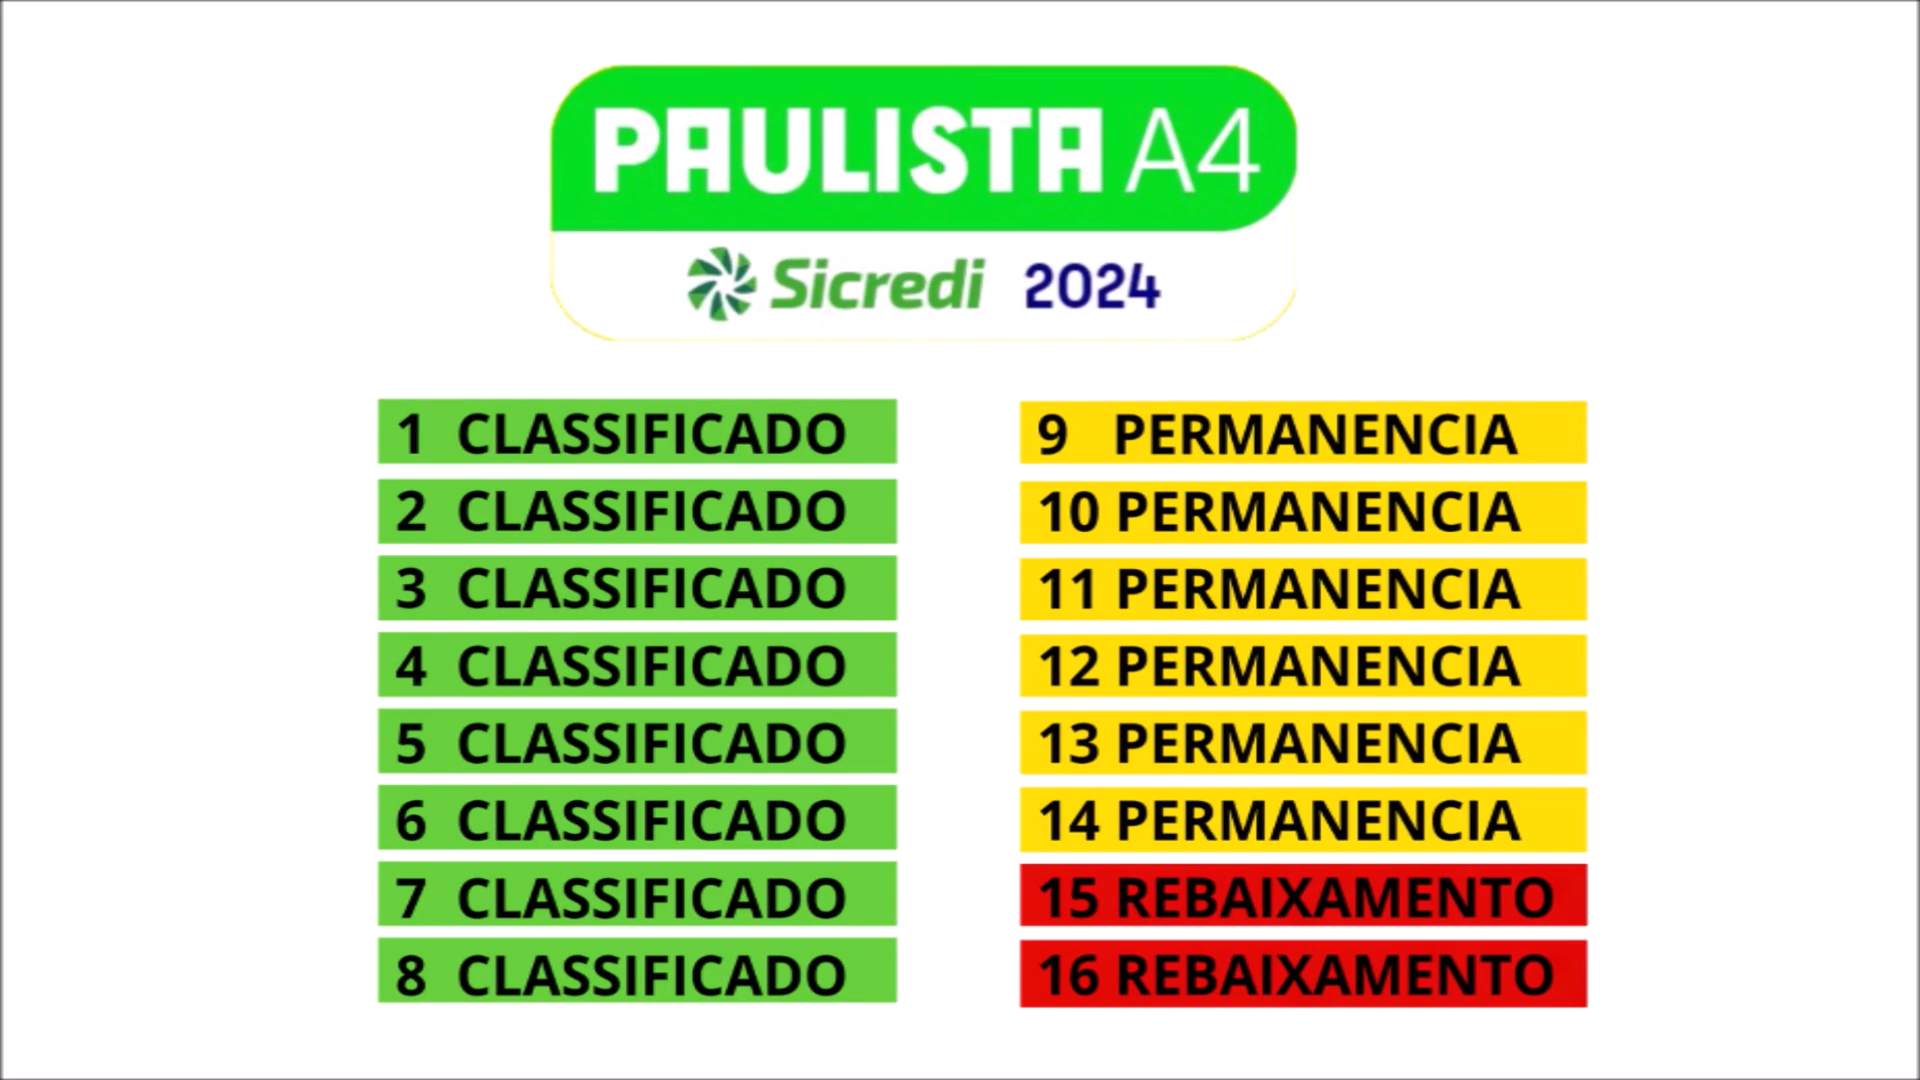 PAULISTA A4
Sicredi 2024
1 CLASSIFICADO
2 CLASSIFICADO
3 CLASSIFICADO
4 CLASSIFICADO
5 CLASSIFICADO
6 CLASSIFICADO
7 CLASSIFICADO
8 CLASSIFICADO
9 PERMANENCIA
10 PERMANENCIA
11 PERMANENCIA
12 PERMANENCIA
13 PERMANENCIA
14 PERMANENCIA
15 REBAIXAMENTO
16 REBAIXAMENTO